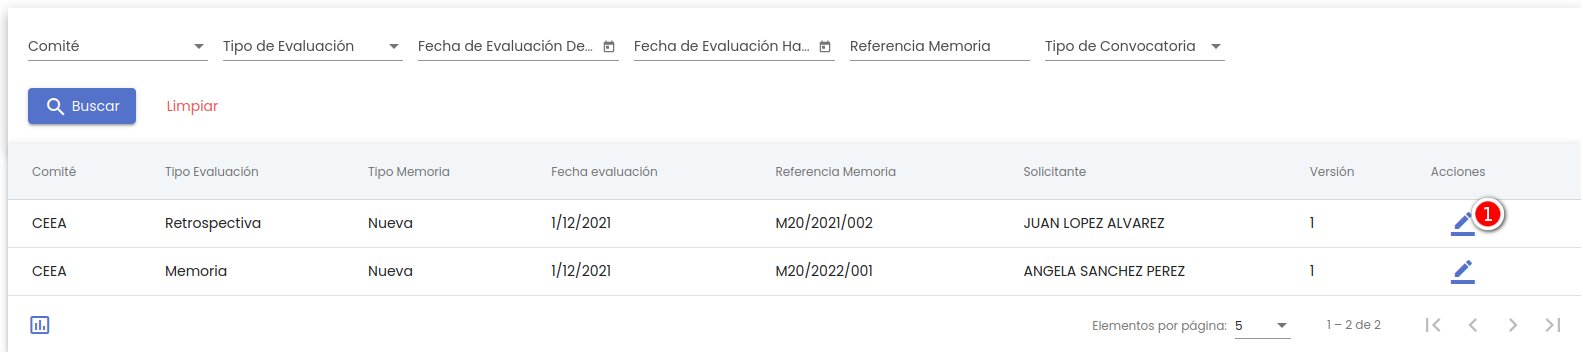 Comité Tipo de Evaluación Fecha de Evaluación De... Fecha de Evaluación Ha... Referencia Memoria Tipo de Convocatoria
Buscar Limpiar
Comité Tipo Evaluación Tipo Memoria Fecha evaluación Referencia Memoria Solicitante Versión Acciones
CEEA Retrospectiva Nueva 1/12/2021 M20/2021/002 JUAN LOPEZ ALVAREZ 1 1
CEEA Memoria Nueva 1/12/2021 M20/2022/001 ANGELA SANCHEZ PEREZ 1
Elementos por página: 5 1 – 2 de 2